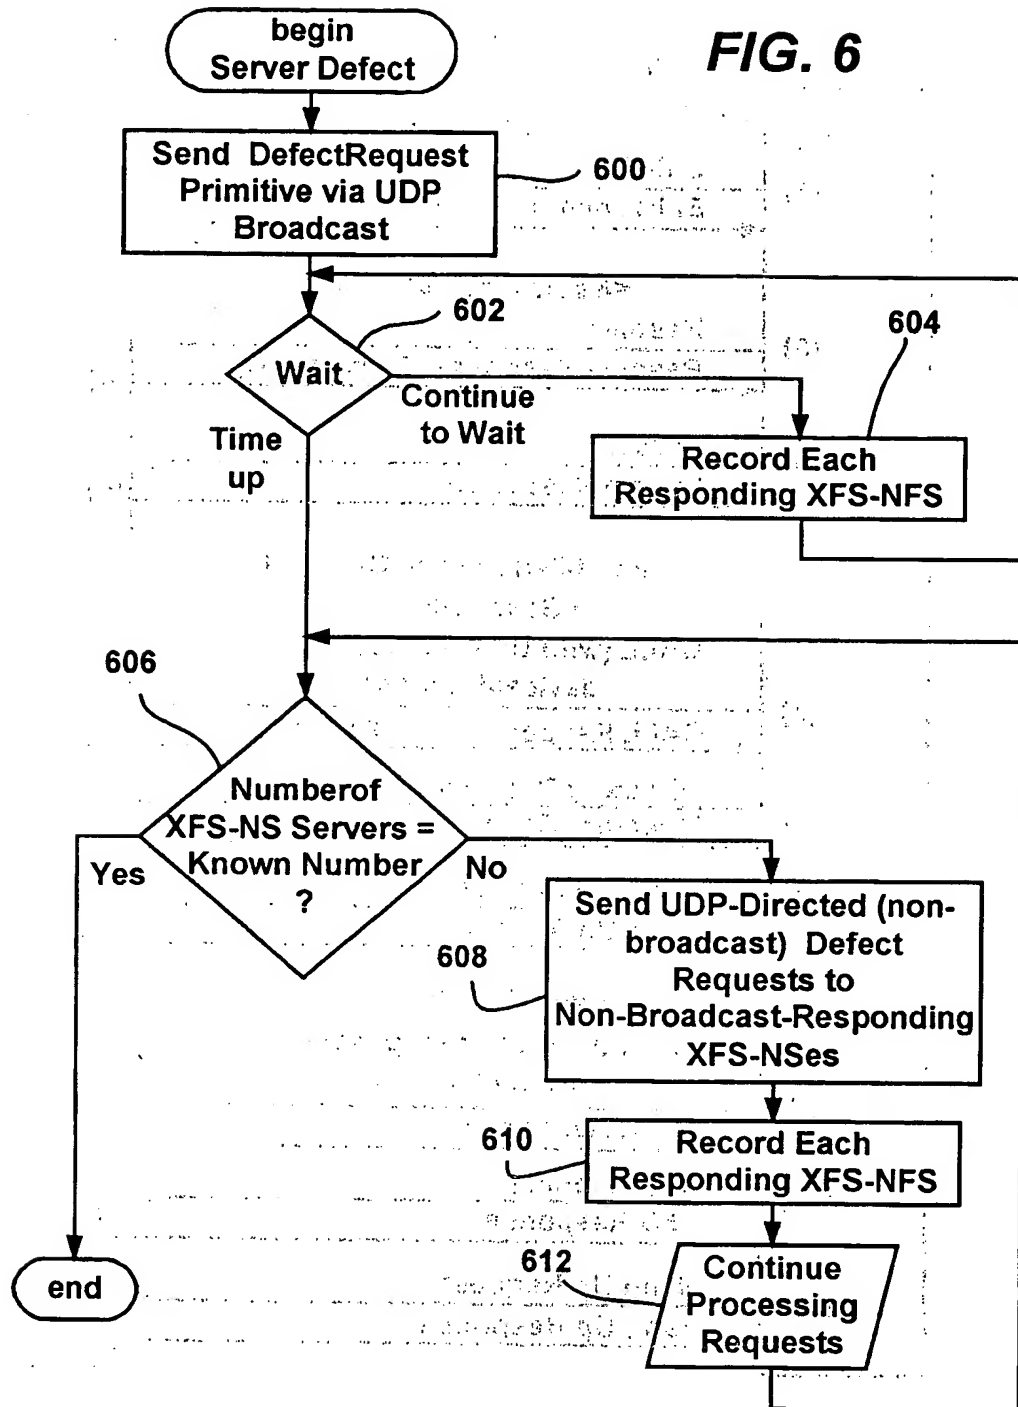 FIG. 6
begin
Server Defect
Send DefectRequest
Primitive via UDP
Broadcast
600
602
Wait
Continue
to Wait
Time
up
604
Record Each
Responding XFS-NFS
606
Numberof
XFS-NS Servers =
Known Number
?
Yes
No
Send UDP-Directed (non-
broadcast) Defect
Requests to
Non-Broadcast-Responding
XFS-NSes
608
610
Record Each
Responding XFS-NFS
612
Continue
Processing
Requests
end